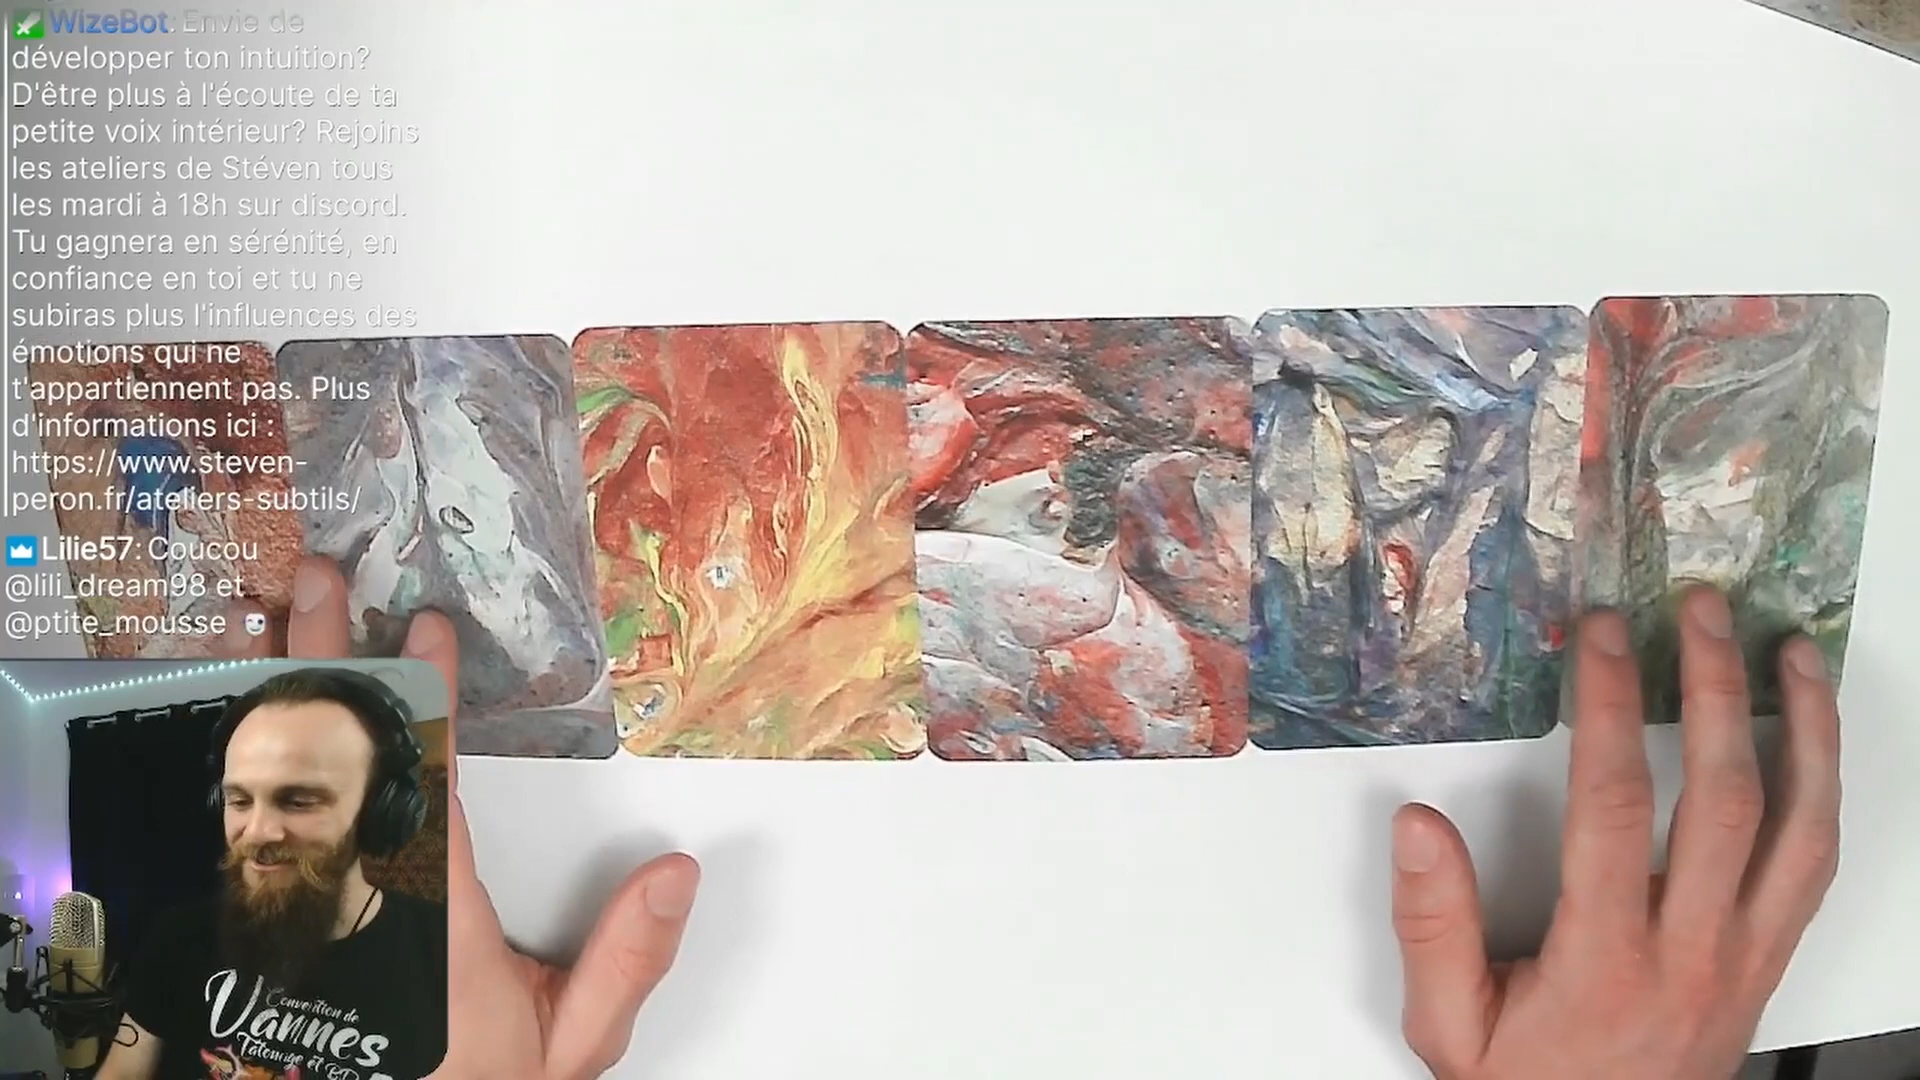 WizeBot: Envie de
développer ton intuition?
D'être plus à l'écoute de ta
petite voix intérieur? Rejoins
les ateliers de Stéven tous
les mardi à 18h sur discord.
Tu gagnera en sérénité, en
confiance en toi et tu ne
subiras plus l'influences des
émotions qui ne
t'appartiennent pas. Plus
d'informations ici :
https://www.steven-
peron.fr/ateliers-subtils/
Lilie57: Coucou
@lili_dream98 et
@ptite_mousse
Convention de
Vannes
Tatouage et BD